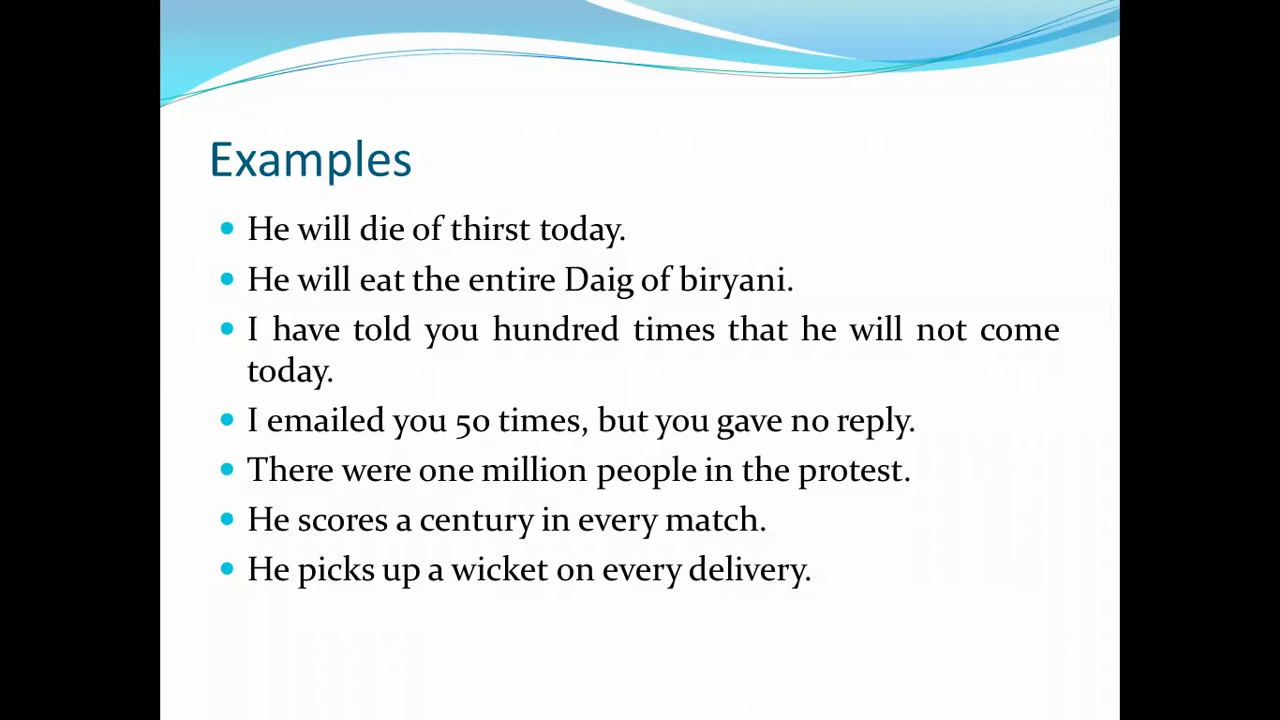 Examples
He will die of thirst today.
He will eat the entire Daig of biryani.
I have told you hundred times that he will not come
today.
I emailed you 50 times, but you gave no reply.
There were one million people in the protest.
He scores a century in every match.
He picks up a wicket on every delivery.